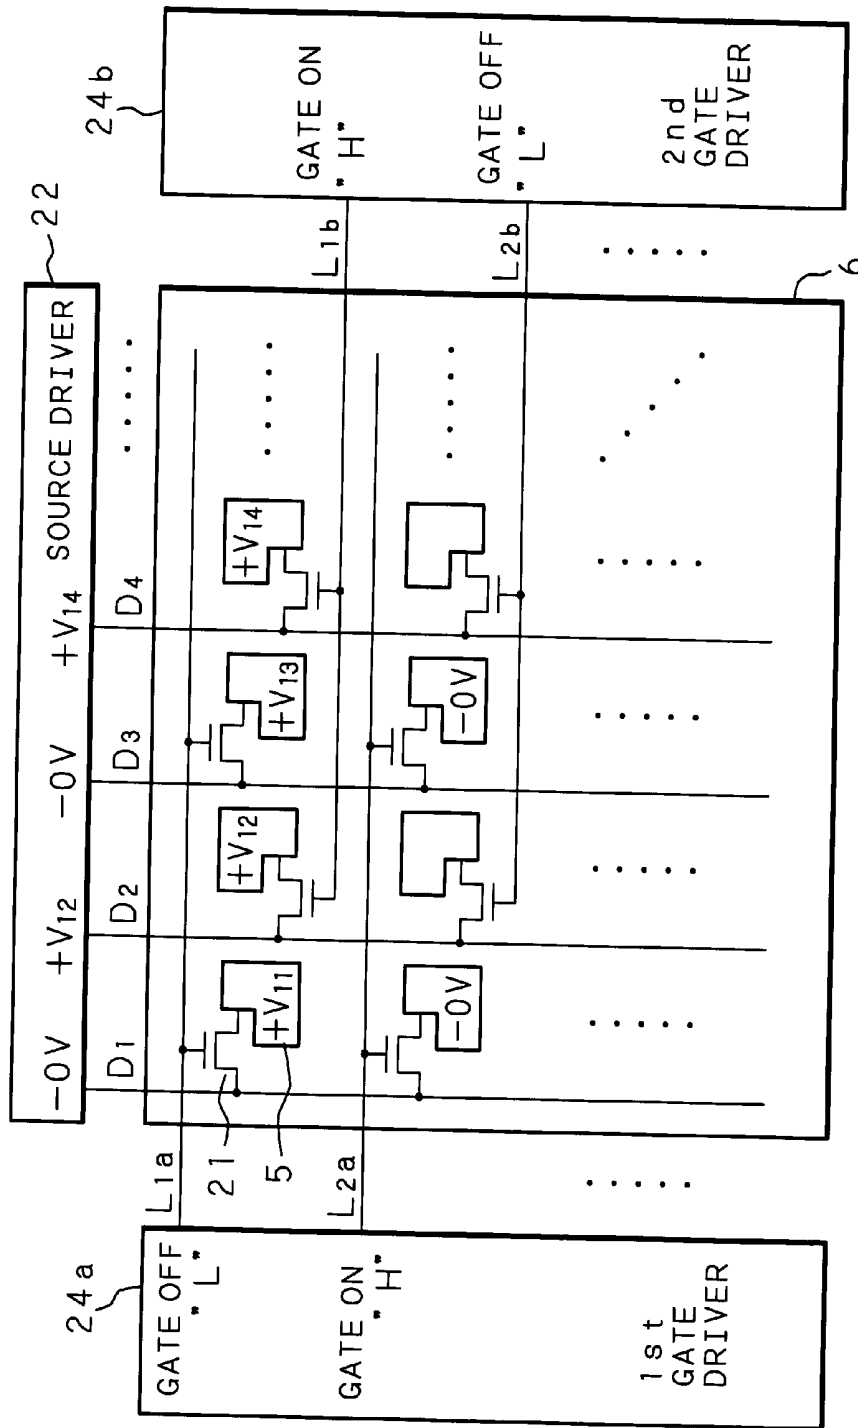 22
-0V +V12 -0V +V14 SOURCE DRIVER
D1 D2 D3 D4
24a
GATE OFF
"L"
GATE ON
"H"
1st
GATE
DRIVER
L1a
L2a
21
5
+V11 +V12 +V13 +V14
-0V -0V
L1b
L2b
24b
GATE ON
"H"
GATE OFF
"L"
2nd
GATE
DRIVER
6